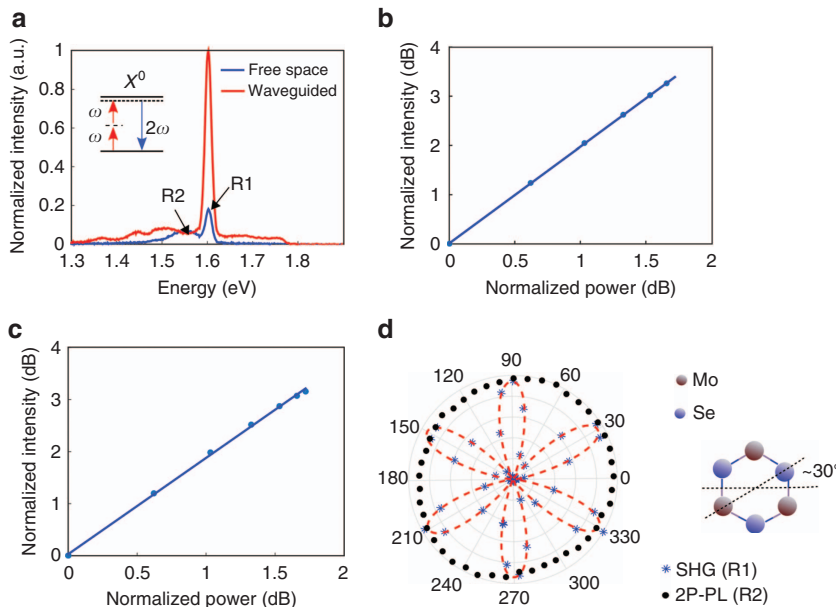 a
Normalized intensity (a.u.)
1
0.8
0.6
0.4
0.2
0
1.3 1.4 1.5 1.6 1.7 1.8
Energy (eV)
X⁰
ω
ω
2ω
Free space
Waveguided
R2
R1
b
Normalized intensity (dB)
4
3
2
1
0
0 0.5 1 1.5 2
Normalized power (dB)
c
Normalized intensity (dB)
4
3
2
1
0
0 0.5 1 1.5 2
Normalized power (dB)
d
90
120 60
150 30
180 0
210 330
240 300
270
Mo
Se
~30°
SHG (R1)
2P-PL (R2)